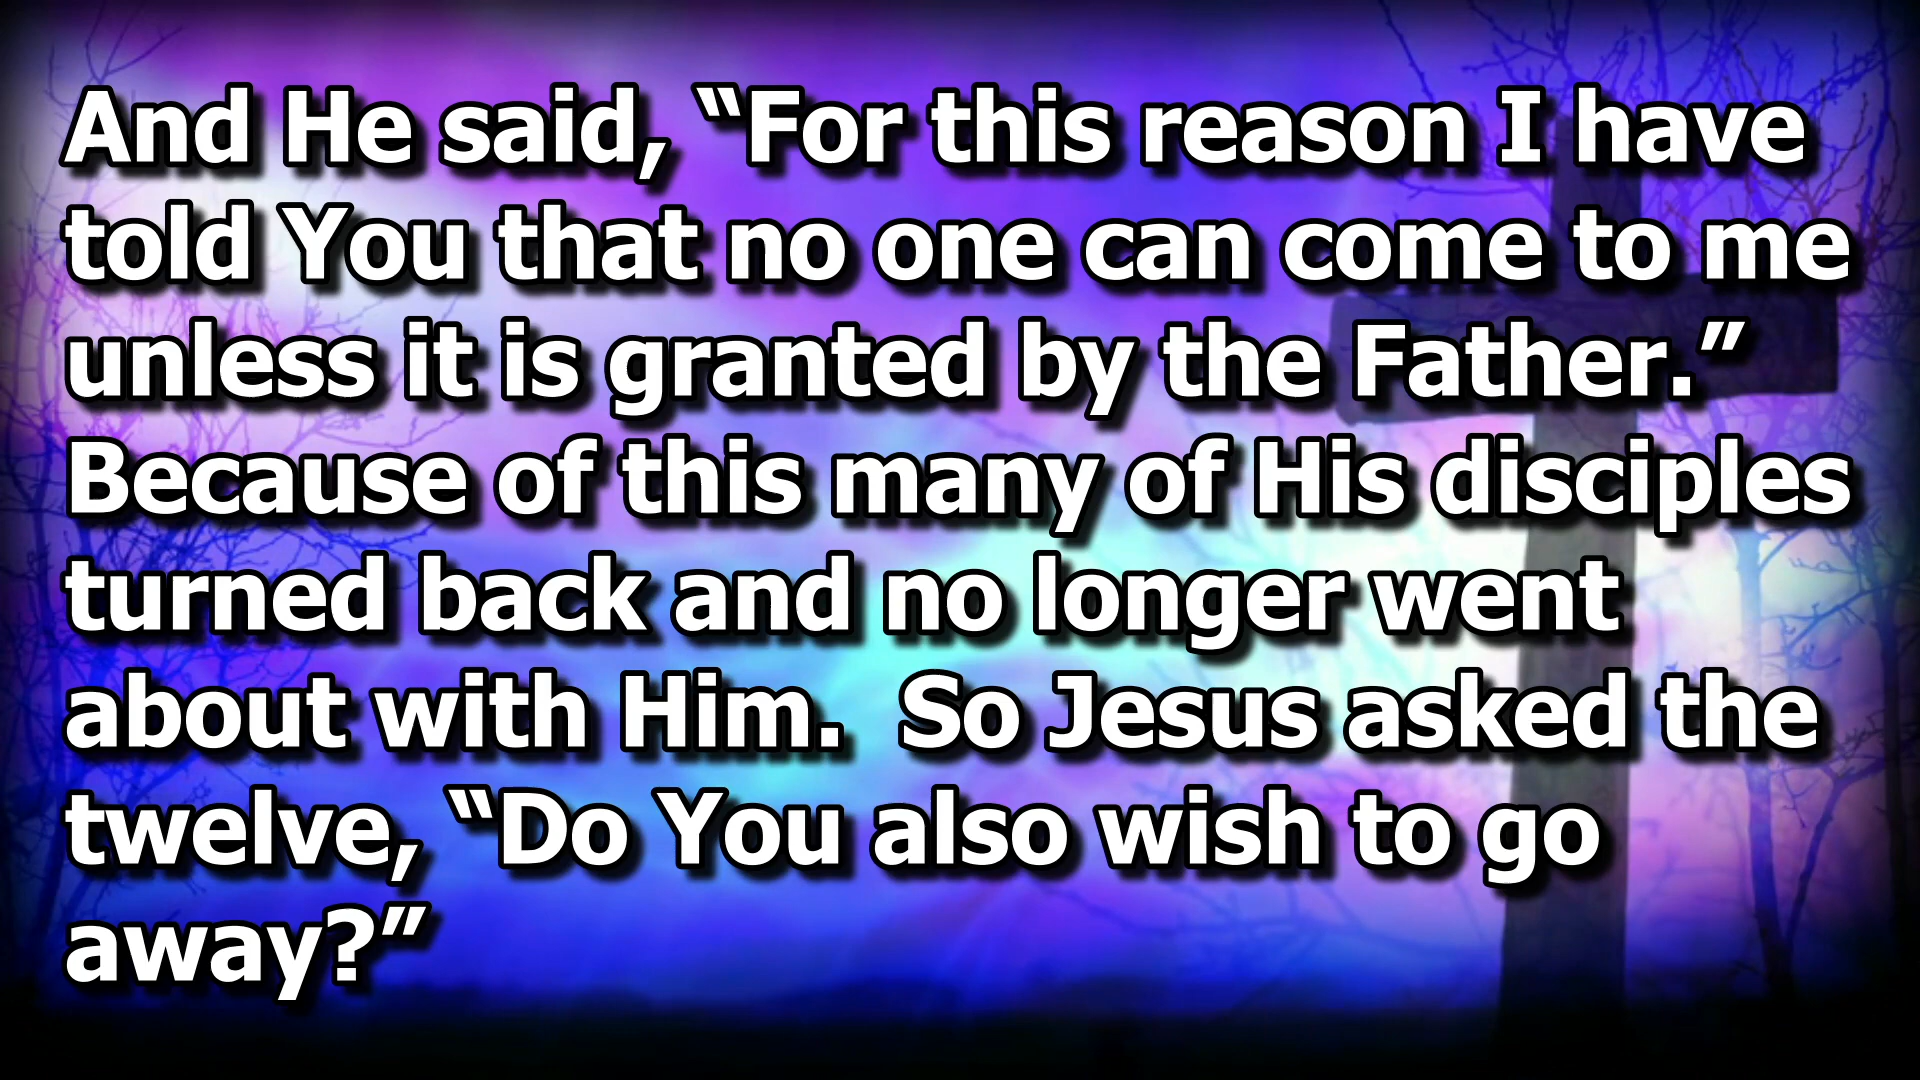 And He said, “For this reason I have
told You that no one can come to me
unless it is granted by the Father.”
Because of this many of His disciples
turned back and no longer went
about with Him.  So Jesus asked the
twelve, “Do You also wish to go
away?”